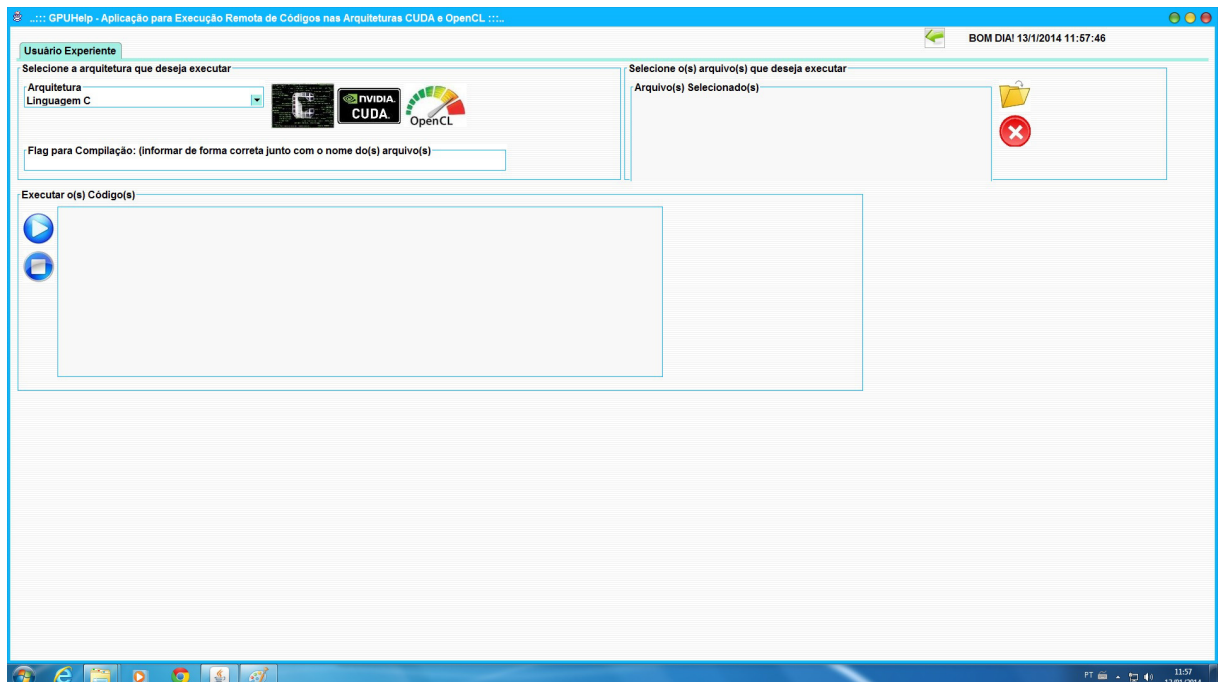 ..::: GPUHelp - Aplicação para Execução Remota de Códigos nas Arquiteturas CUDA e OpenCL :::..
BOM DIA! 13/1/2014 11:57:46
Usuário Experiente
Selecione a arquitetura que deseja executar
Arquitetura
Linguagem C
NVIDIA.
CUDA.
OpenCL
Flag para Compilação: (informar de forma correta junto com o nome do(s) arquivo(s)
Selecione o(s) arquivo(s) que deseja executar
Arquivo(s) Selecionado(s)
Executar o(s) Código(s)
PT
11:57